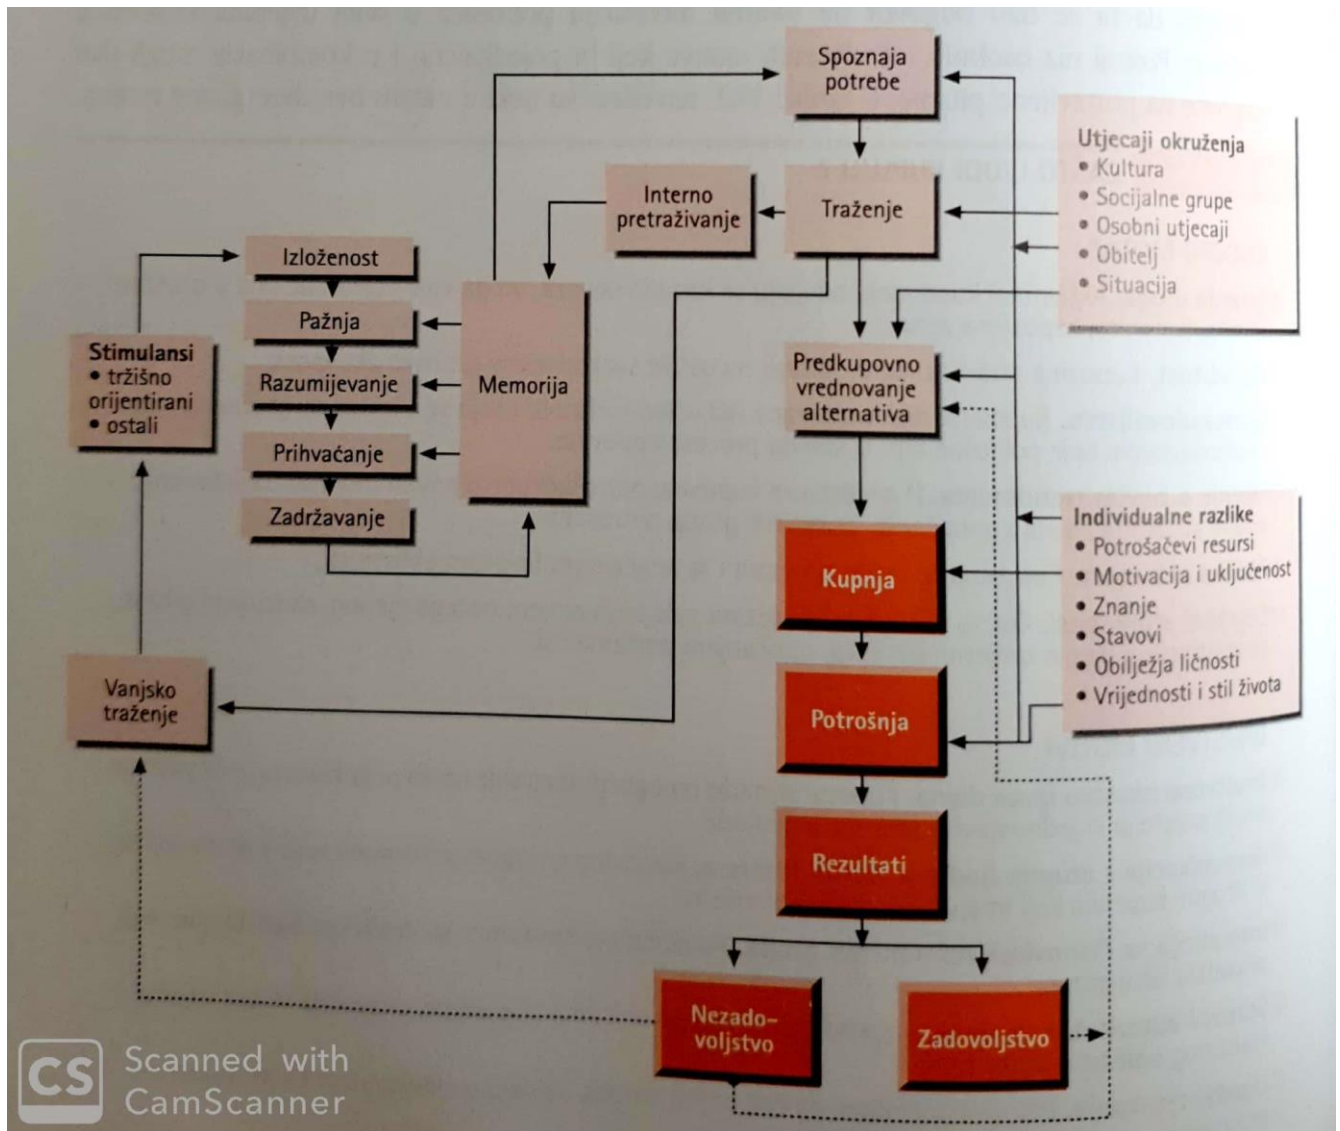 Spoznaja
potrebe
Utjecaji okruženja
• Kultura
• Socijalne grupe
• Osobni utjecaji
• Obitelj
• Situacija
Interno
pretraživanje
Traženje
Izloženost
Pažnja
Razumijevanje
Prihvaćanje
Zadržavanje
Stimulansi
• tržišno
orijentirani
• ostali
Memorija
Predkupovno
vrednovanje
alternativa
Individualne razlike
• Potrošačevi resursi
• Motivacija i uključenost
• Znanje
• Stavovi
• Obilježja ličnosti
• Vrijednosti i stil života
Kupnja
Vanjsko
traženje
Potrošnja
Rezultati
Nezado-
voljstvo
Zadovoljstvo
CS
Scanned with
CamScanner